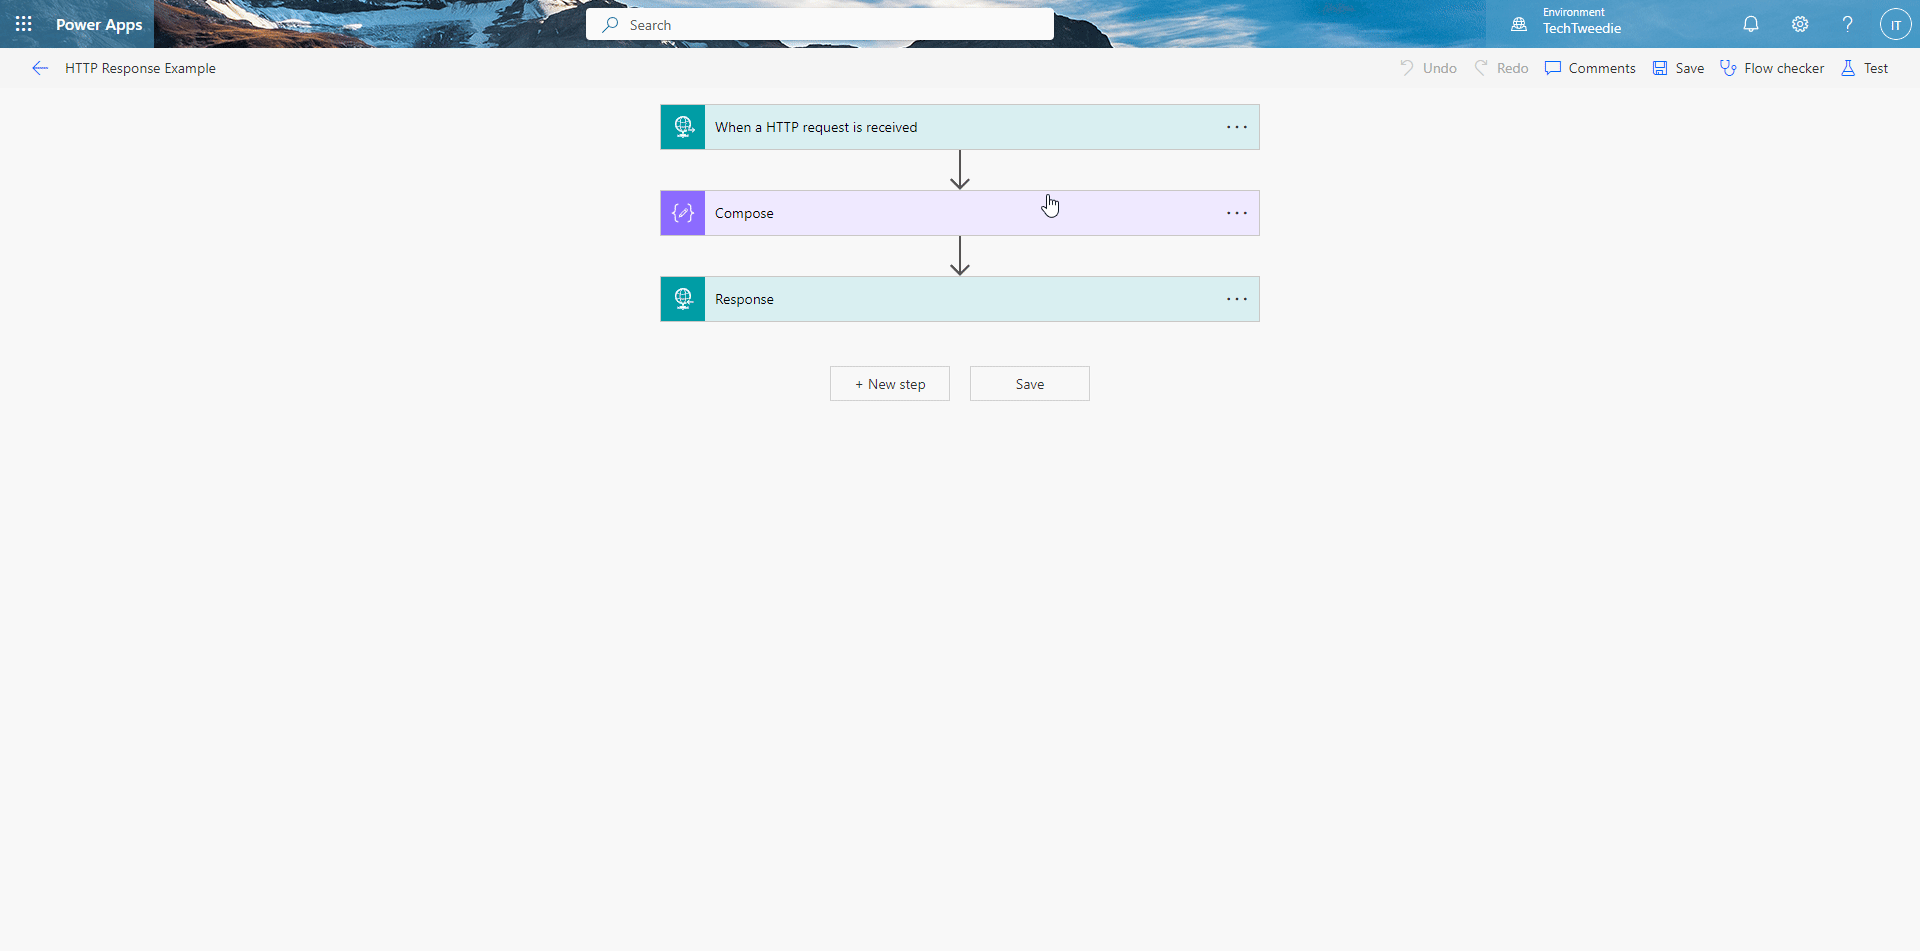 Power Apps
Search
Environment
TechTweedie
?
IT
HTTP Response Example
Undo
Redo
Comments
Save
Flow checker
Test
When a HTTP request is received
...
Compose
...
Response
...
+ New step
Save